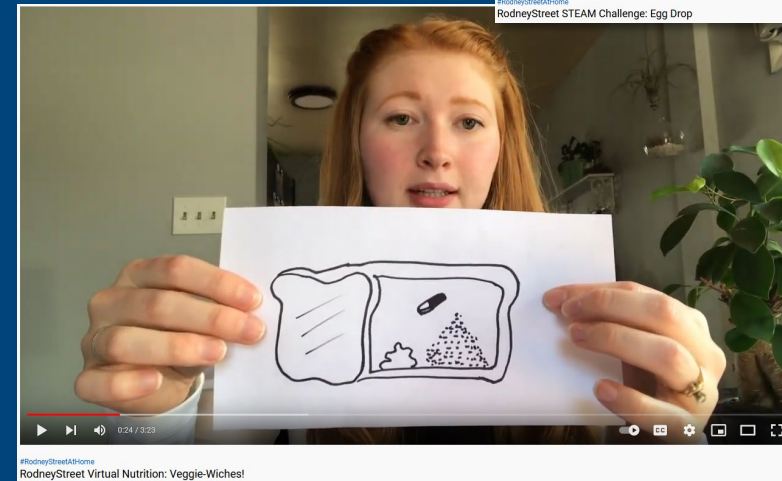 #RodneyStreetAtHome
RodneyStreet STEAM Challenge: Egg Drop
0:24 / 3:23
CC
#RodneyStreetAtHome
RodneyStreet Virtual Nutrition: Veggie-Wiches!